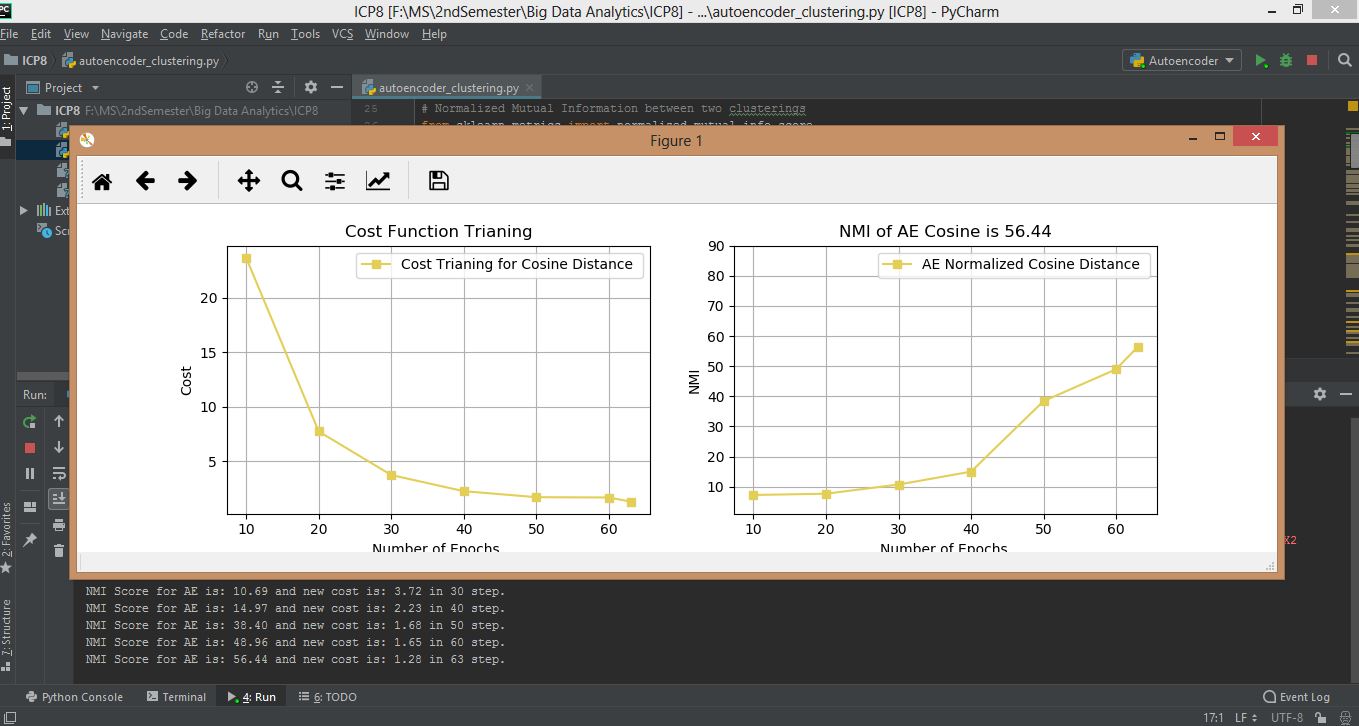 PC
ICP8 [F:\MS\2ndSemester\Big Data Analytics\ICP8] - ...\autoencoder_clustering.py [ICP8] - PyCharm
File Edit View Navigate Code Refactor Run Tools VCS Window Help
ICP8 autoencoder_clustering.py
Autoencoder
1: Project
Project
autoencoder_clustering.py
ICP8 F:\MS\2ndSemester\Big Data Analytics\ICP8
25 # Normalized Mutual Information between two clusterings
from sklearn.metrics import normalized_mutual_info_score
Ext
Scr
Figure 1
Cost Function Trianing
Cost Trianing for Cosine Distance
20
15
10
5
Cost
10 20 30 40 50 60
Number of Epochs
NMI of AE Cosine is 56.44
AE Normalized Cosine Distance
90
80
70
60
50
40
30
20
10
NMI
10 20 30 40 50 60
Number of Epochs
Run:
X2
NMI Score for AE is: 10.69 and new cost is: 3.72 in 30 step.
NMI Score for AE is: 14.97 and new cost is: 2.23 in 40 step.
NMI Score for AE is: 38.40 and new cost is: 1.68 in 50 step.
NMI Score for AE is: 48.96 and new cost is: 1.65 in 60 step.
NMI Score for AE is: 56.44 and new cost is: 1.28 in 63 step.
2: Favorites
7: Structure
Python Console Terminal 4: Run 6: TODO Event Log
17:1 LF UTF-8